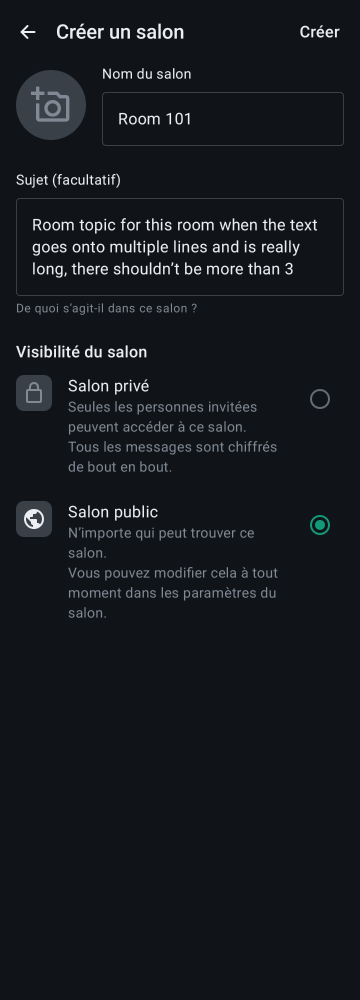 Créer un salon
Créer
Nom du salon
Room 101
Sujet (facultatif)
Room topic for this room when the text
goes onto multiple lines and is really
long, there shouldn’t be more than 3
De quoi s’agit-il dans ce salon ?
Visibilité du salon
Salon privé
Seules les personnes invitées
peuvent accéder à ce salon.
Tous les messages sont chiffrés
de bout en bout.
Salon public
N’importe qui peut trouver ce
salon.
Vous pouvez modifier cela à tout
moment dans les paramètres du
salon.